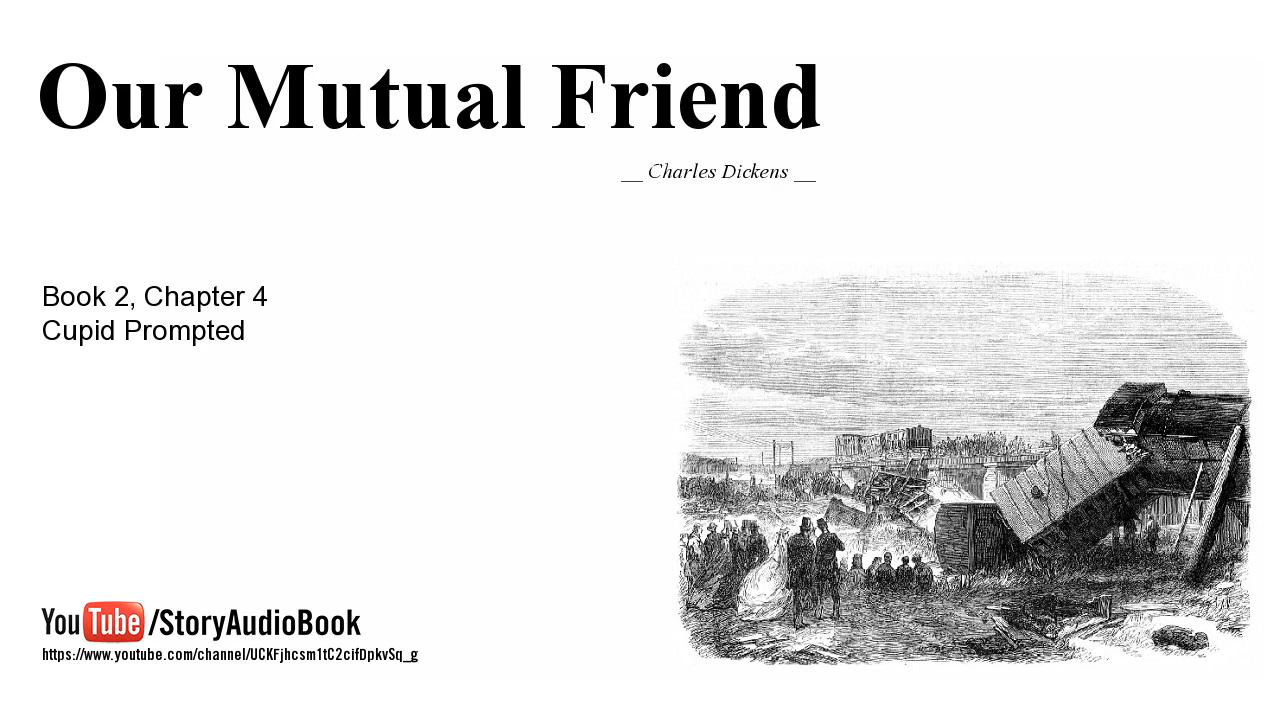 Our Mutual Friend
__ Charles Dickens __
Book 2, Chapter 4
Cupid Prompted
YouTube/StoryAudioBook
https://www.youtube.com/channel/UCKFjhcsm1tC2cifDpkvSq_g